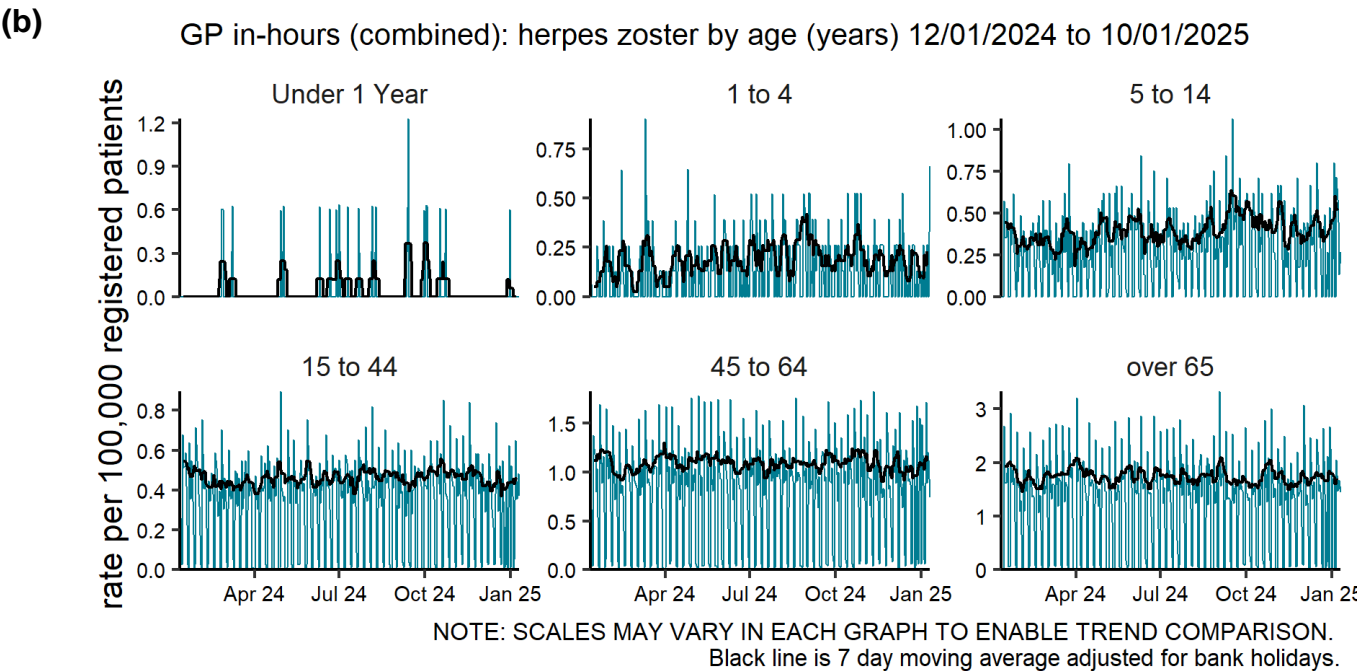 (b)
GP in-hours (combined): herpes zoster by age (years) 12/01/2024 to 10/01/2025
rate per 100,000 registered patients
Under 1 Year
1.2
0.9
0.6
0.3
0.0
1 to 4
0.75
0.50
0.25
0.00
5 to 14
1.00
0.75
0.50
0.25
0.00
15 to 44
0.8
0.6
0.4
0.2
0.0
Apr 24 Jul 24 Oct 24 Jan 25
45 to 64
1.5
1.0
0.5
0.0
Apr 24 Jul 24 Oct 24 Jan 25
over 65
3
2
1
0
Apr 24 Jul 24 Oct 24 Jan 25
NOTE: SCALES MAY VARY IN EACH GRAPH TO ENABLE TREND COMPARISON.
Black line is 7 day moving average adjusted for bank holidays.